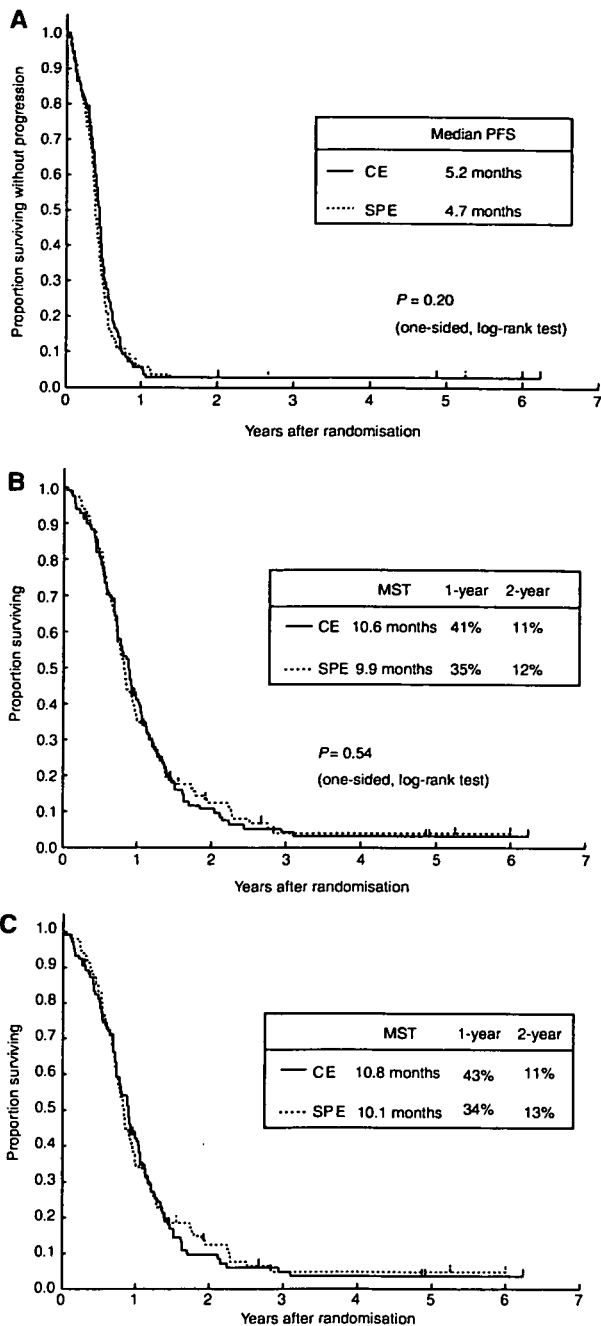 A
Proportion surviving without progression
1.0
0.9
0.8
0.7
0.6
0.5
0.4
0.3
0.2
0.1
0.0
0 1 2 3 4 5 6 7
Years after randomisation
Median PFS
CE 5.2 months
SPE 4.7 months
P = 0.20
(one-sided, log-rank test)
B
Proportion surviving
1.0
0.9
0.8
0.7
0.6
0.5
0.4
0.3
0.2
0.1
0.0
0 1 2 3 4 5 6 7
Years after randomisation
MST 1-year 2-year
CE 10.6 months 41% 11%
SPE 9.9 months 35% 12%
P= 0.54
(one-sided, log-rank test)
C
Proportion surviving
1.0
0.9
0.8
0.7
0.6
0.5
0.4
0.3
0.2
0.1
0.0
0 1 2 3 4 5 6 7
Years after randomisation
MST 1-year 2-year
CE 10.8 months 43% 11%
SPE 10.1 months 34% 13%